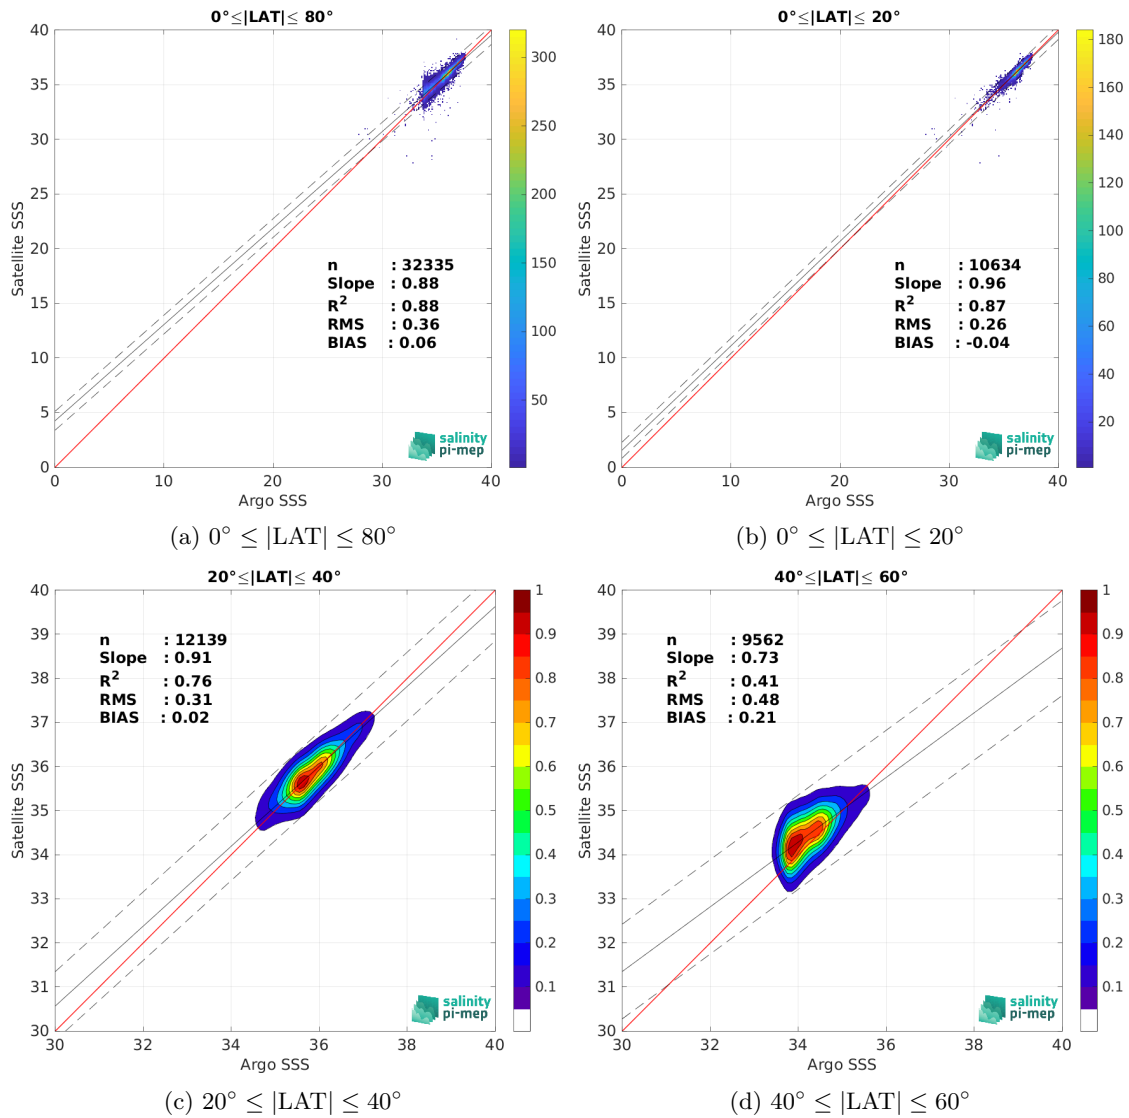 0°≤|LAT|≤ 80°
40
35
30
25
20
15
10
5
0
0
10
20
30
40
Satellite SSS
Argo SSS
n : 32335
Slope : 0.88
R² : 0.88
RMS : 0.36
BIAS : 0.06
salinity
pi-mep
300
250
200
150
100
50
(a) 0° ≤ |LAT| ≤ 80°
0°≤|LAT|≤ 20°
40
35
30
25
20
15
10
5
0
0
10
20
30
40
Satellite SSS
Argo SSS
n : 10634
Slope : 0.96
R² : 0.87
RMS : 0.26
BIAS : -0.04
salinity
pi-mep
180
160
140
120
100
80
60
40
20
(b) 0° ≤ |LAT| ≤ 20°
20°≤|LAT|≤ 40°
40
39
38
37
36
35
34
33
32
31
30
30
32
34
36
38
40
Satellite SSS
Argo SSS
n : 12139
Slope : 0.91
R² : 0.76
RMS : 0.31
BIAS : 0.02
salinity
pi-mep
1
0.9
0.8
0.7
0.6
0.5
0.4
0.3
0.2
0.1
(c) 20° ≤ |LAT| ≤ 40°
40°≤|LAT|≤ 60°
40
39
38
37
36
35
34
33
32
31
30
30
32
34
36
38
40
Satellite SSS
Argo SSS
n : 9562
Slope : 0.73
R² : 0.41
RMS : 0.48
BIAS : 0.21
salinity
pi-mep
1
0.9
0.8
0.7
0.6
0.5
0.4
0.3
0.2
0.1
(d) 40° ≤ |LAT| ≤ 60°